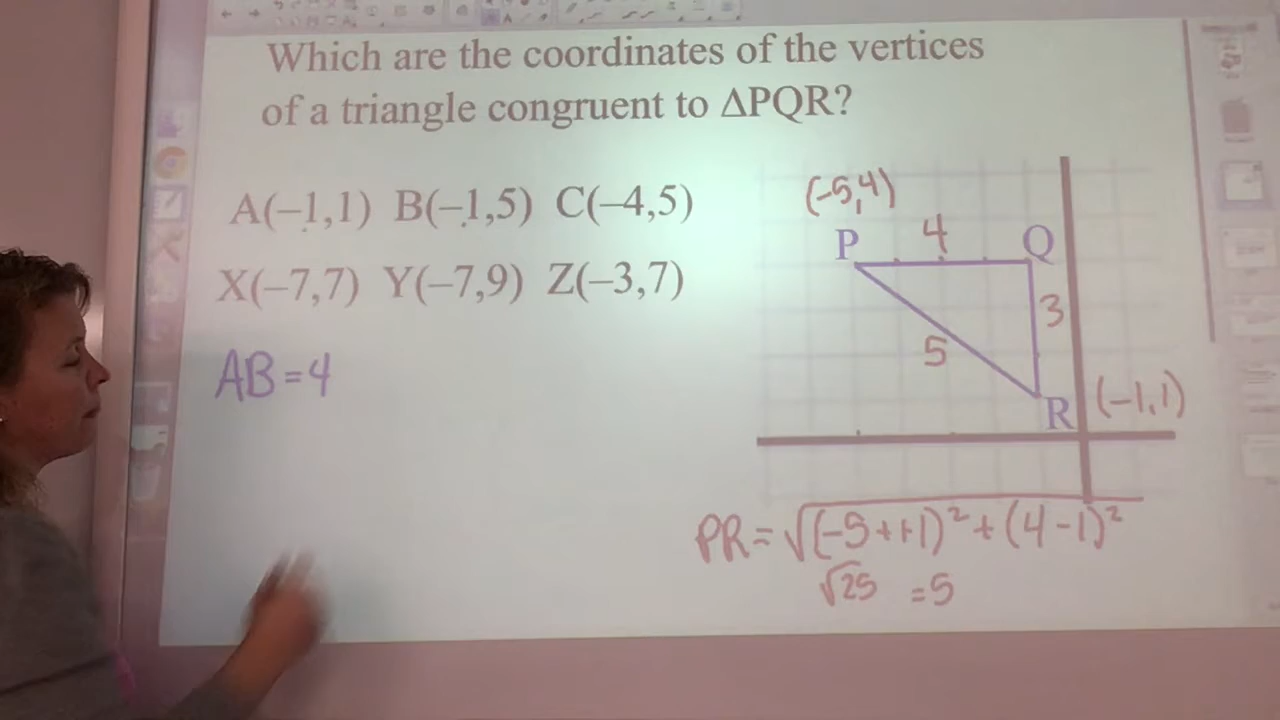 Which are the coordinates of the vertices
of a triangle congruent to ΔPQR?
A(–1,1) B(–1,5) C(–4,5)
X(–7,7) Y(–7,9) Z(–3,7)
AB=4
(-5,4)
P 4 Q
3
5
R (-1,1)
PR=√(-5++1)²+(4-1)²
√25 =5